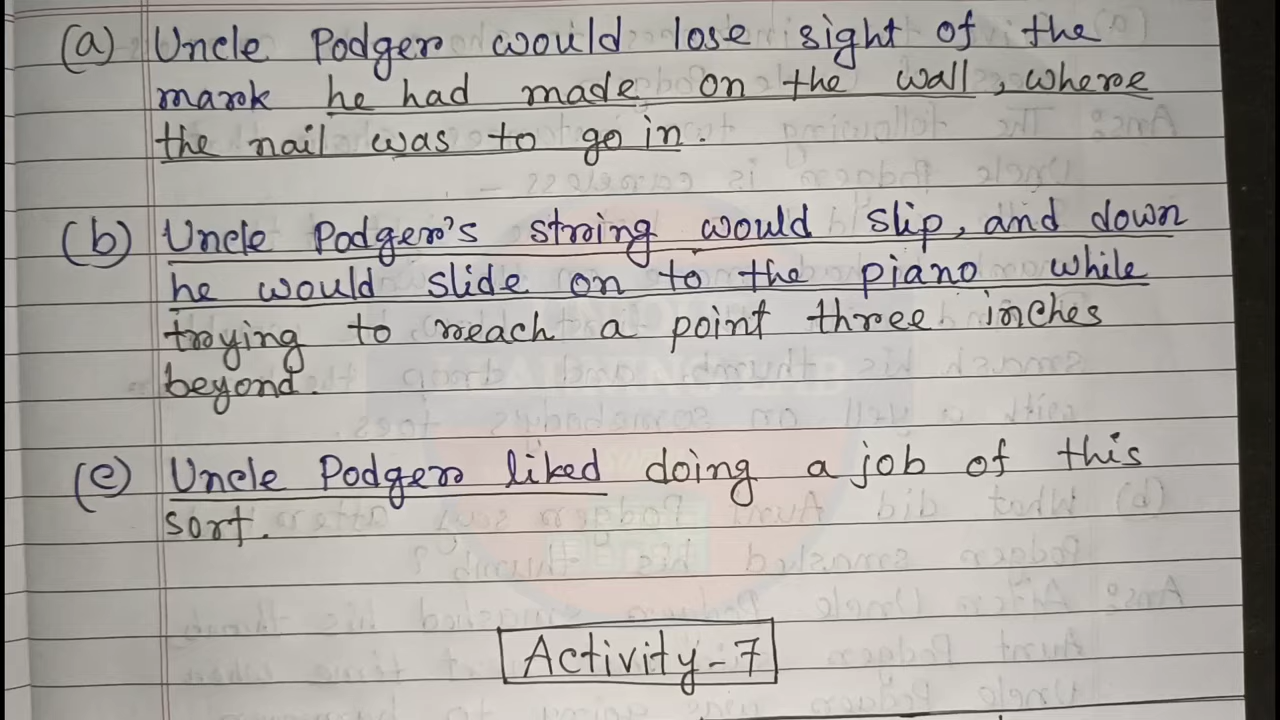 (a) Uncle Podger would lose sight of the
mark he had made on the wall, where
the nail was to go in.
(b) Uncle Podger's string would slip, and down
he would slide on to the piano while
trying to reach a point three inches
beyond.
(c) Uncle Podger liked doing a job of this
sort.
Activity-7